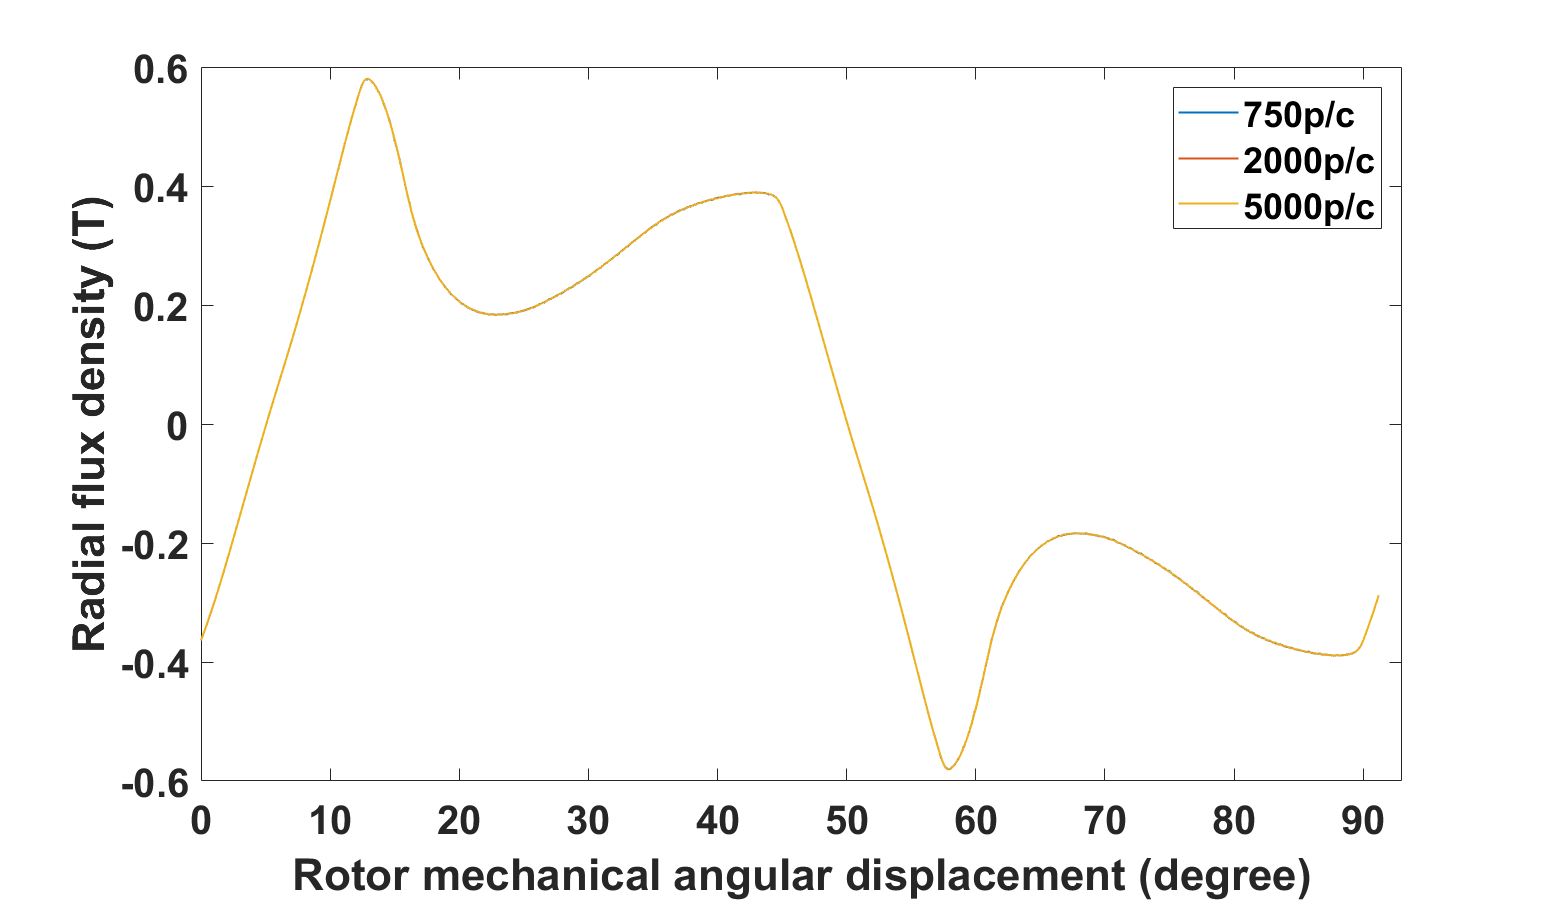 0.6
0.4
0.2
0
-0.2
-0.4
-0.6
Radial flux density (T)
750p/c
2000p/c
5000p/c
0 10 20 30 40 50 60 70 80 90
Rotor mechanical angular displacement (degree)